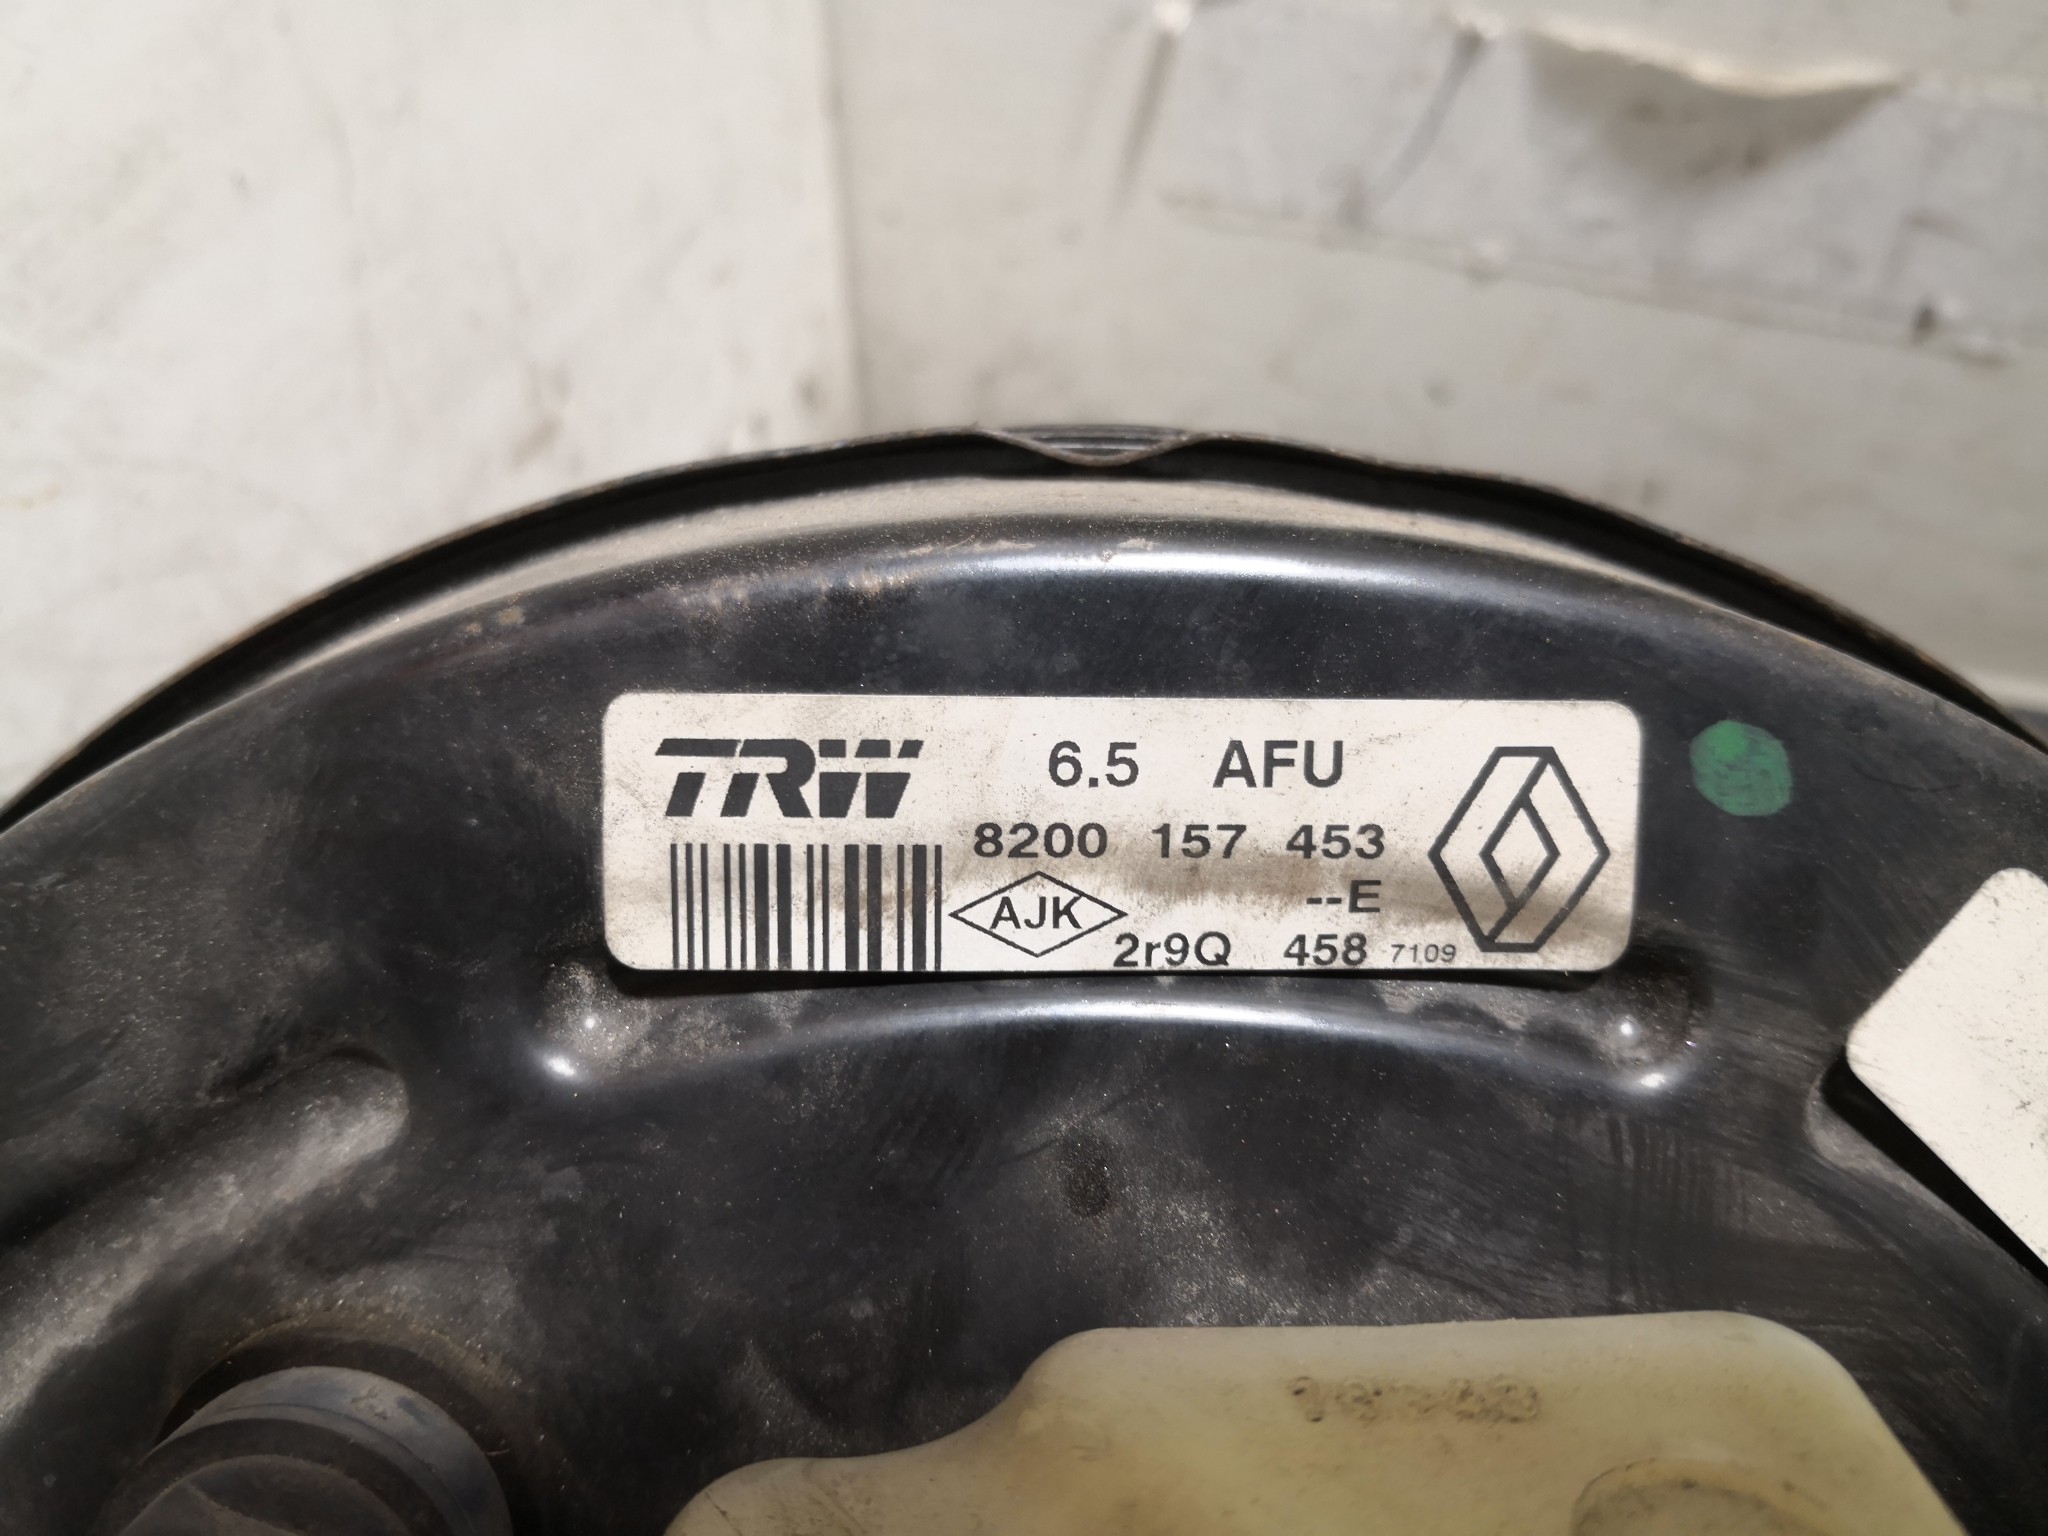 TRW 6.5 AFU
8200 157 453
--E
AJK
2r9Q 458 7109